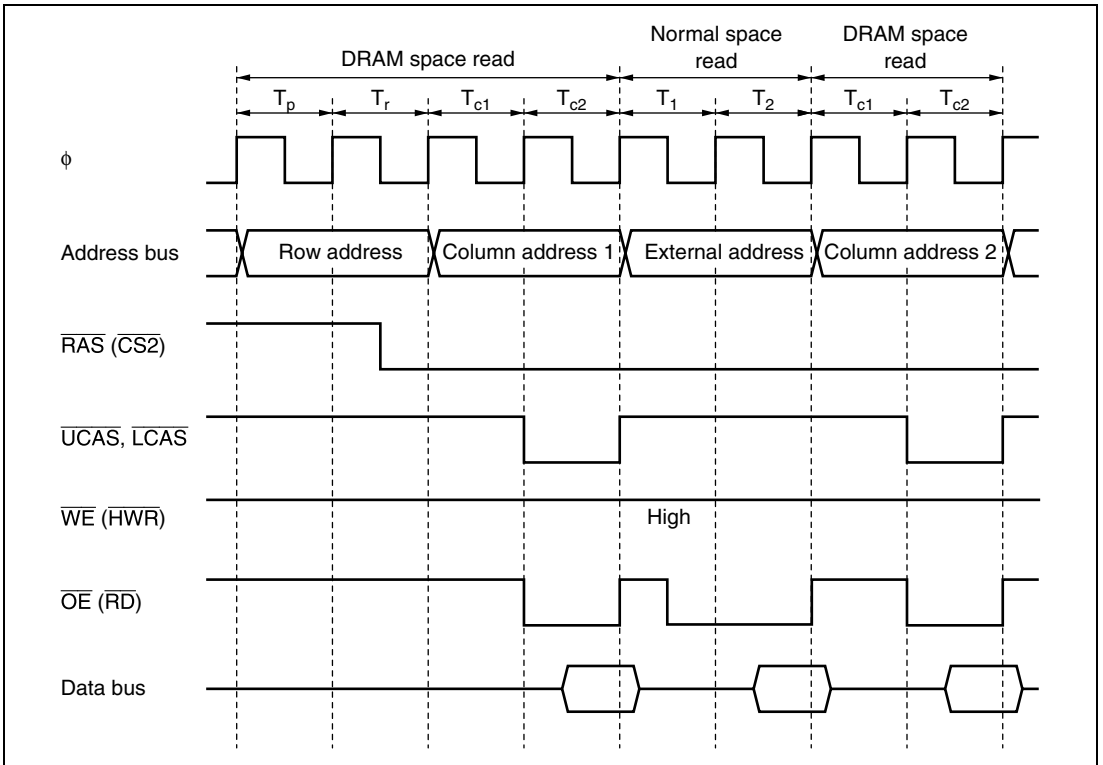 Normal space read
DRAM space read
DRAM space read
Tp Tr Tc1 Tc2 T1 T2 Tc1 Tc2
ϕ
Address bus Row address Column address 1 External address Column address 2
RAS (CS2)
UCAS, LCAS
WE (HWR) High
OE (RD)
Data bus